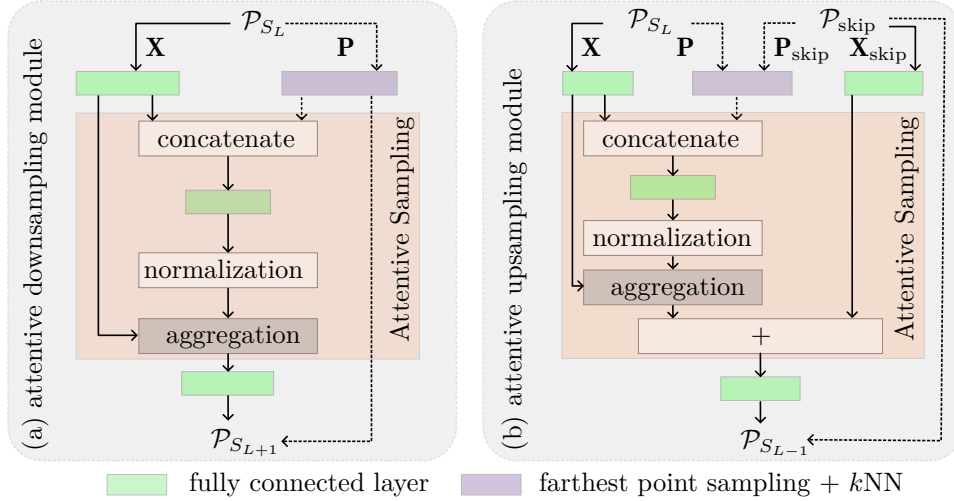 (a) attentive downsampling module
𝒫_{S_L}
X
P
concatenate
normalization
aggregation
Attentive Sampling
𝒫_{S_{L+1}}
(b) attentive upsampling module
𝒫_{S_L}
𝒫_skip
X
P
P_skip
X_skip
concatenate
normalization
aggregation
+
Attentive Sampling
𝒫_{S_{L−1}}
fully connected layer
farthest point sampling + kNN